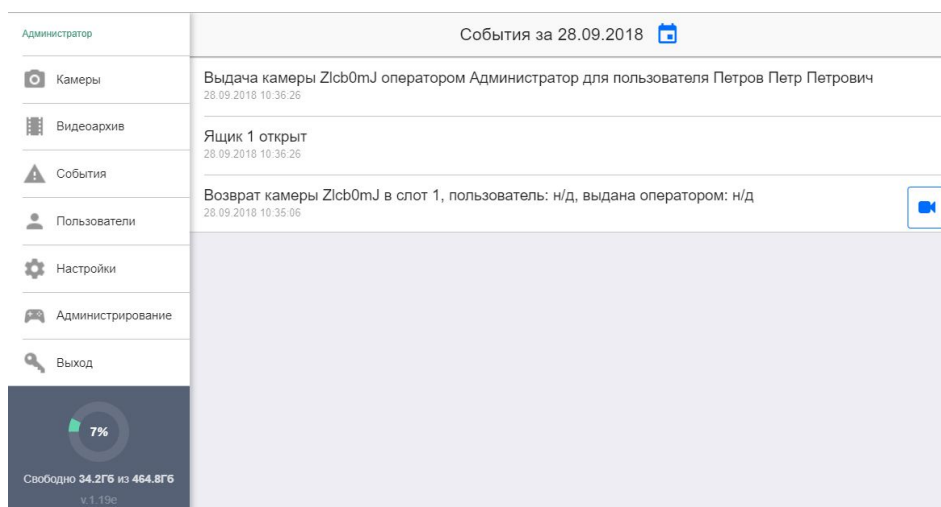 Администратор
События за 28.09.2018
Камеры
Видеоархив
События
Пользователи
Настройки
Администрирование
Выход
7%
Свободно 34.2Гб из 464.8Гб
v.1.19e
Выдача камеры Zlcb0mJ оператором Администратор для пользователя Петров Петр Петрович
28.09.2018 10:36:26
Ящик 1 открыт
28.09.2018 10:36:26
Возврат камеры Zlcb0mJ в слот 1, пользователь: н/д, выдана оператором: н/д
28.09.2018 10:35:06